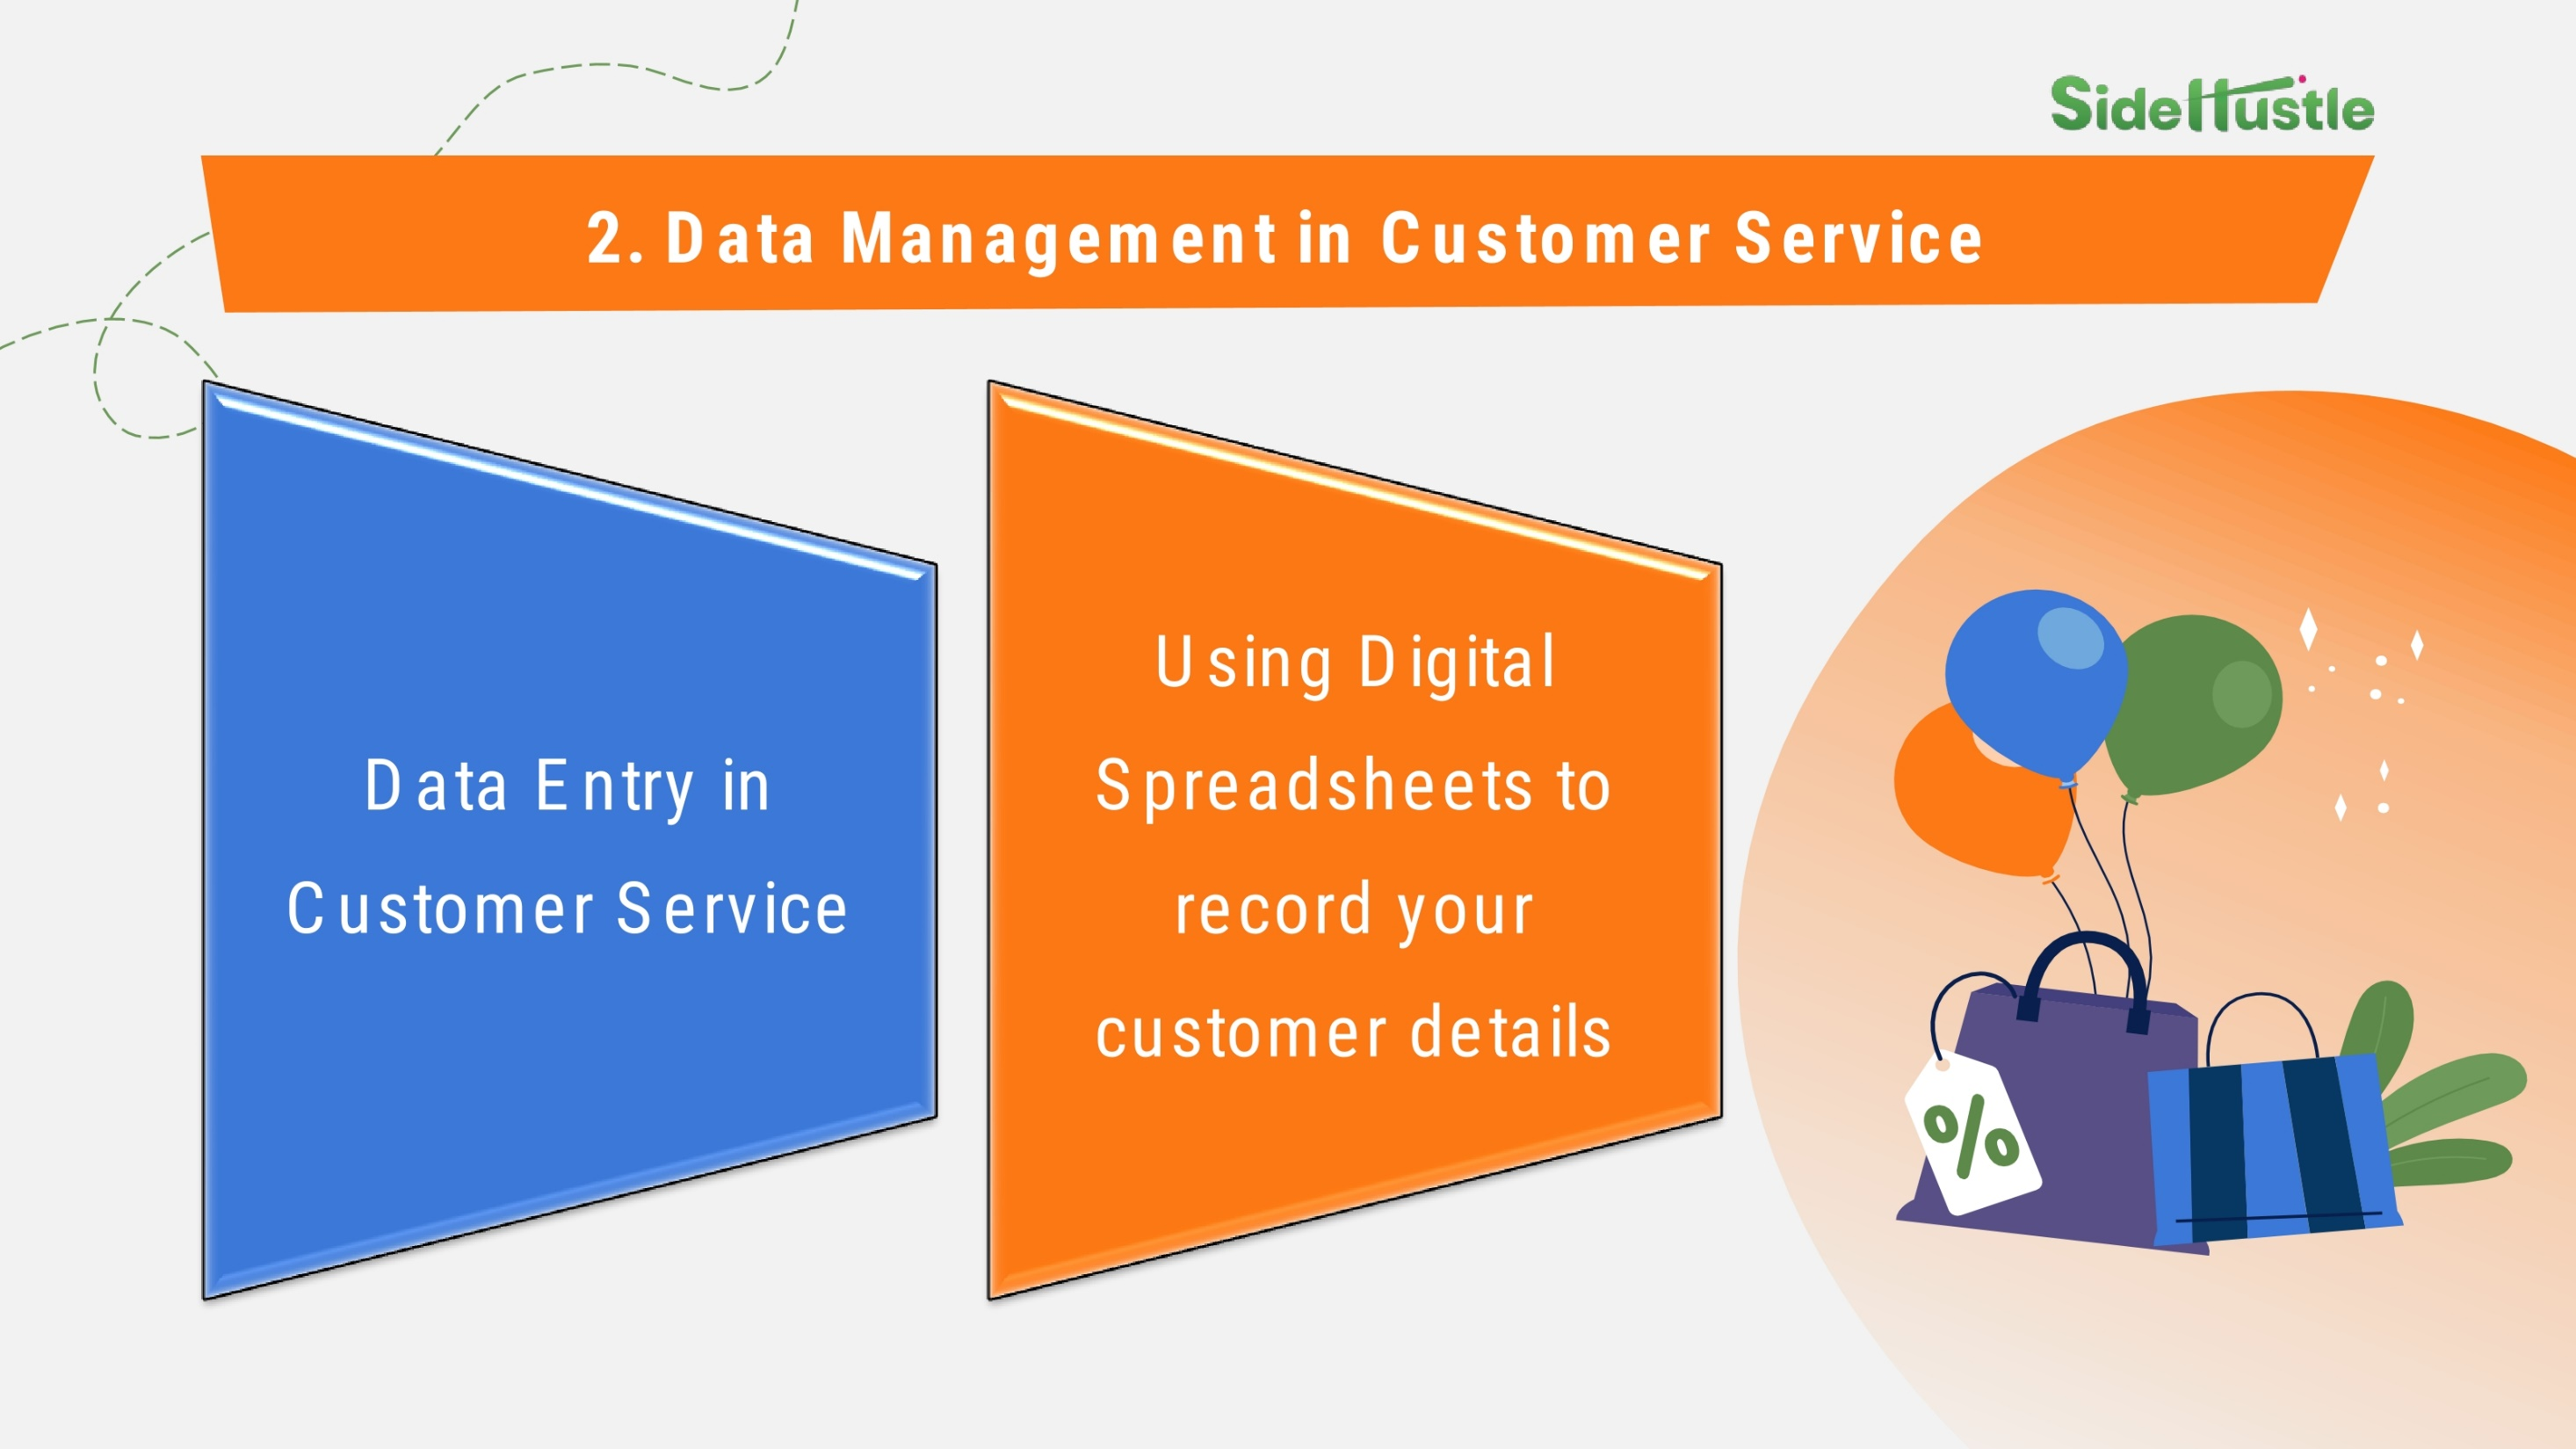 SideHustle
2. Data Management in Customer Service
Data Entry in
Customer Service
Using Digital
Spreadsheets to
record your
customer details
%